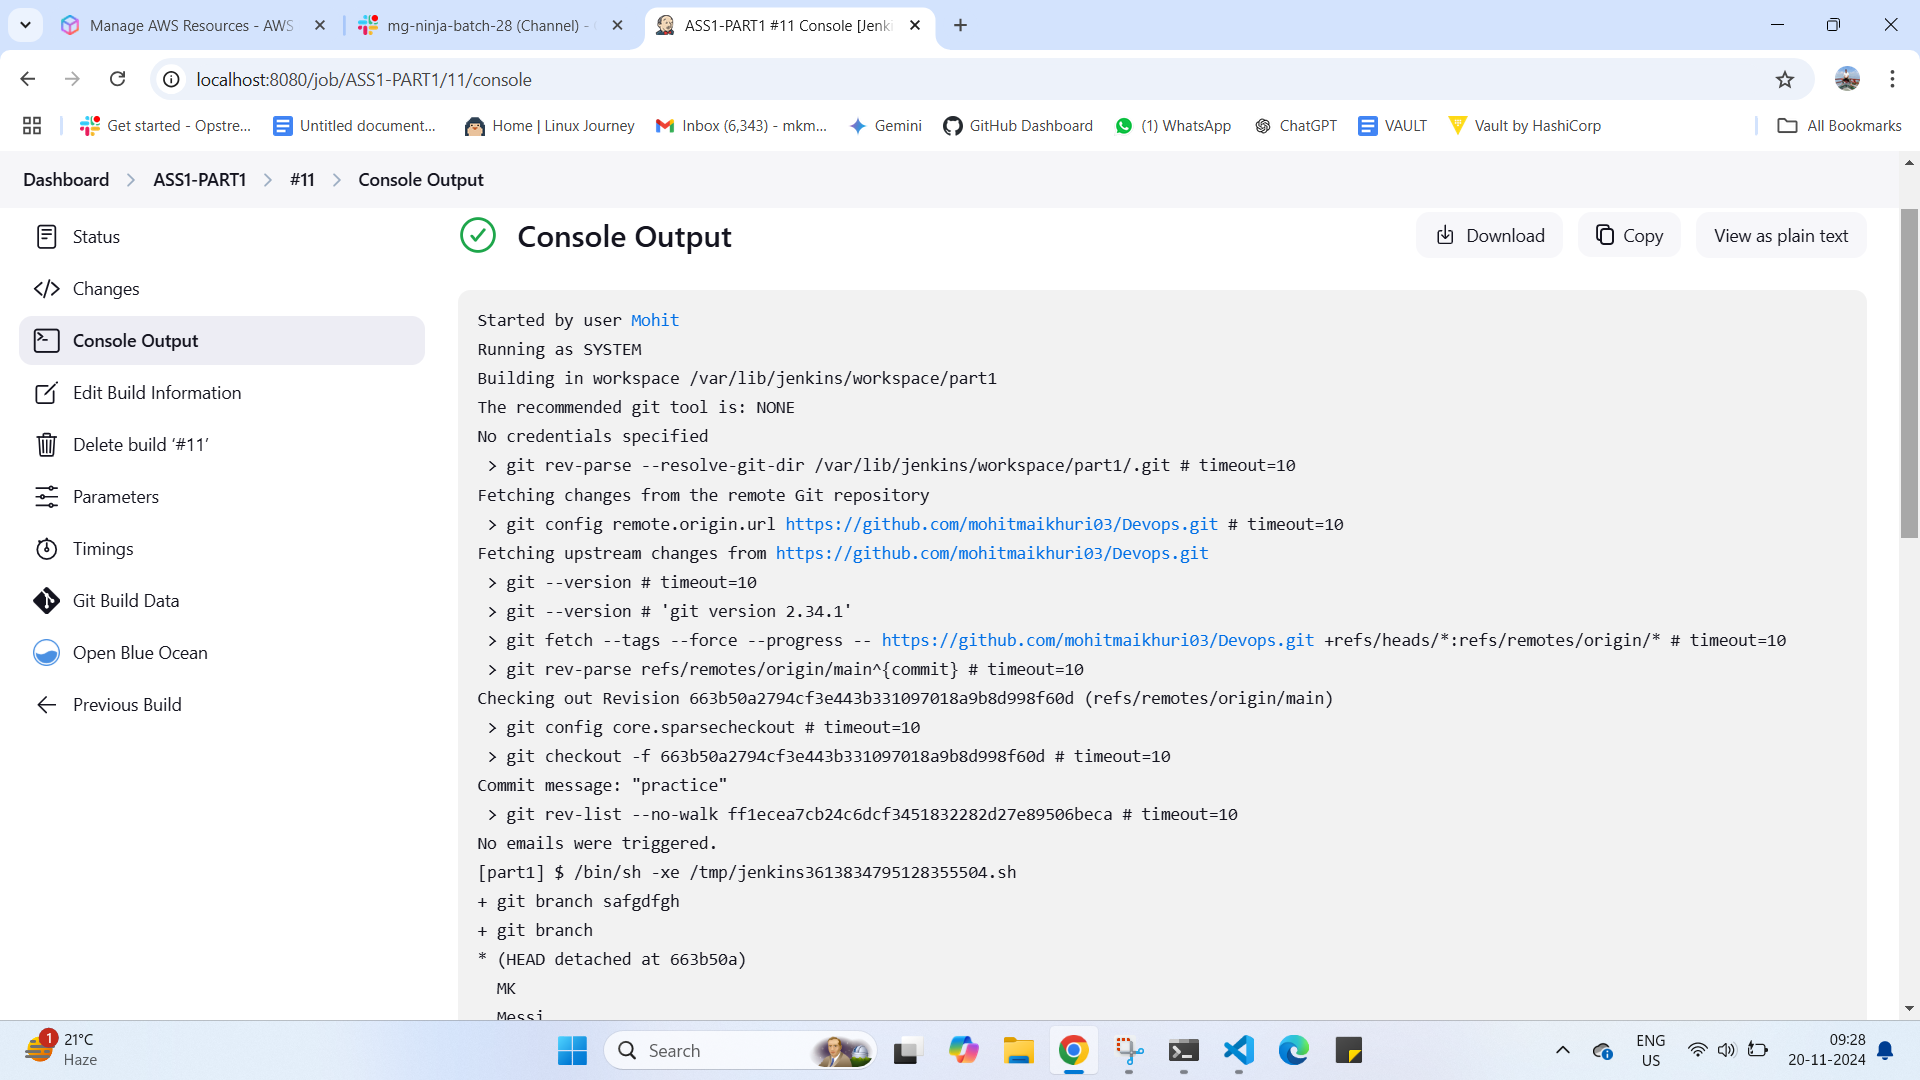 Manage AWS Resources - AWS
mg-ninja-batch-28 (Channel) -
ASS1-PART1 #11 Console [Jenki
localhost:8080/job/ASS1-PART1/11/console
Get started - Opstre...
Untitled document...
Home | Linux Journey
Inbox (6,343) - mkm...
Gemini
GitHub Dashboard
(1) WhatsApp
ChatGPT
VAULT
Vault by HashiCorp
All Bookmarks
Dashboard
ASS1-PART1
#11
Console Output
Status
Changes
Console Output
Edit Build Information
Delete build ‘#11’
Parameters
Timings
Git Build Data
Open Blue Ocean
Previous Build
Console Output
Download
Copy
View as plain text
Started by user Mohit
Running as SYSTEM
Building in workspace /var/lib/jenkins/workspace/part1
The recommended git tool is: NONE
No credentials specified
> git rev-parse --resolve-git-dir /var/lib/jenkins/workspace/part1/.git # timeout=10
Fetching changes from the remote Git repository
> git config remote.origin.url https://github.com/mohitmaikhuri03/Devops.git # timeout=10
Fetching upstream changes from https://github.com/mohitmaikhuri03/Devops.git
> git --version # timeout=10
> git --version # 'git version 2.34.1'
> git fetch --tags --force --progress -- https://github.com/mohitmaikhuri03/Devops.git +refs/heads/*:refs/remotes/origin/* # timeout=10
> git rev-parse refs/remotes/origin/main^{commit} # timeout=10
Checking out Revision 663b50a2794cf3e443b331097018a9b8d998f60d (refs/remotes/origin/main)
> git config core.sparsecheckout # timeout=10
> git checkout -f 663b50a2794cf3e443b331097018a9b8d998f60d # timeout=10
Commit message: "practice"
> git rev-list --no-walk ff1ecea7cb24c6dcf3451832282d27e89506beca # timeout=10
No emails were triggered.
[part1] $ /bin/sh -xe /tmp/jenkins3613834795128355504.sh
+ git branch safgdfgh
+ git branch
* (HEAD detached at 663b50a)
MK
Messi
1
21°C
Haze
Search
ENG
US
09:28
20-11-2024